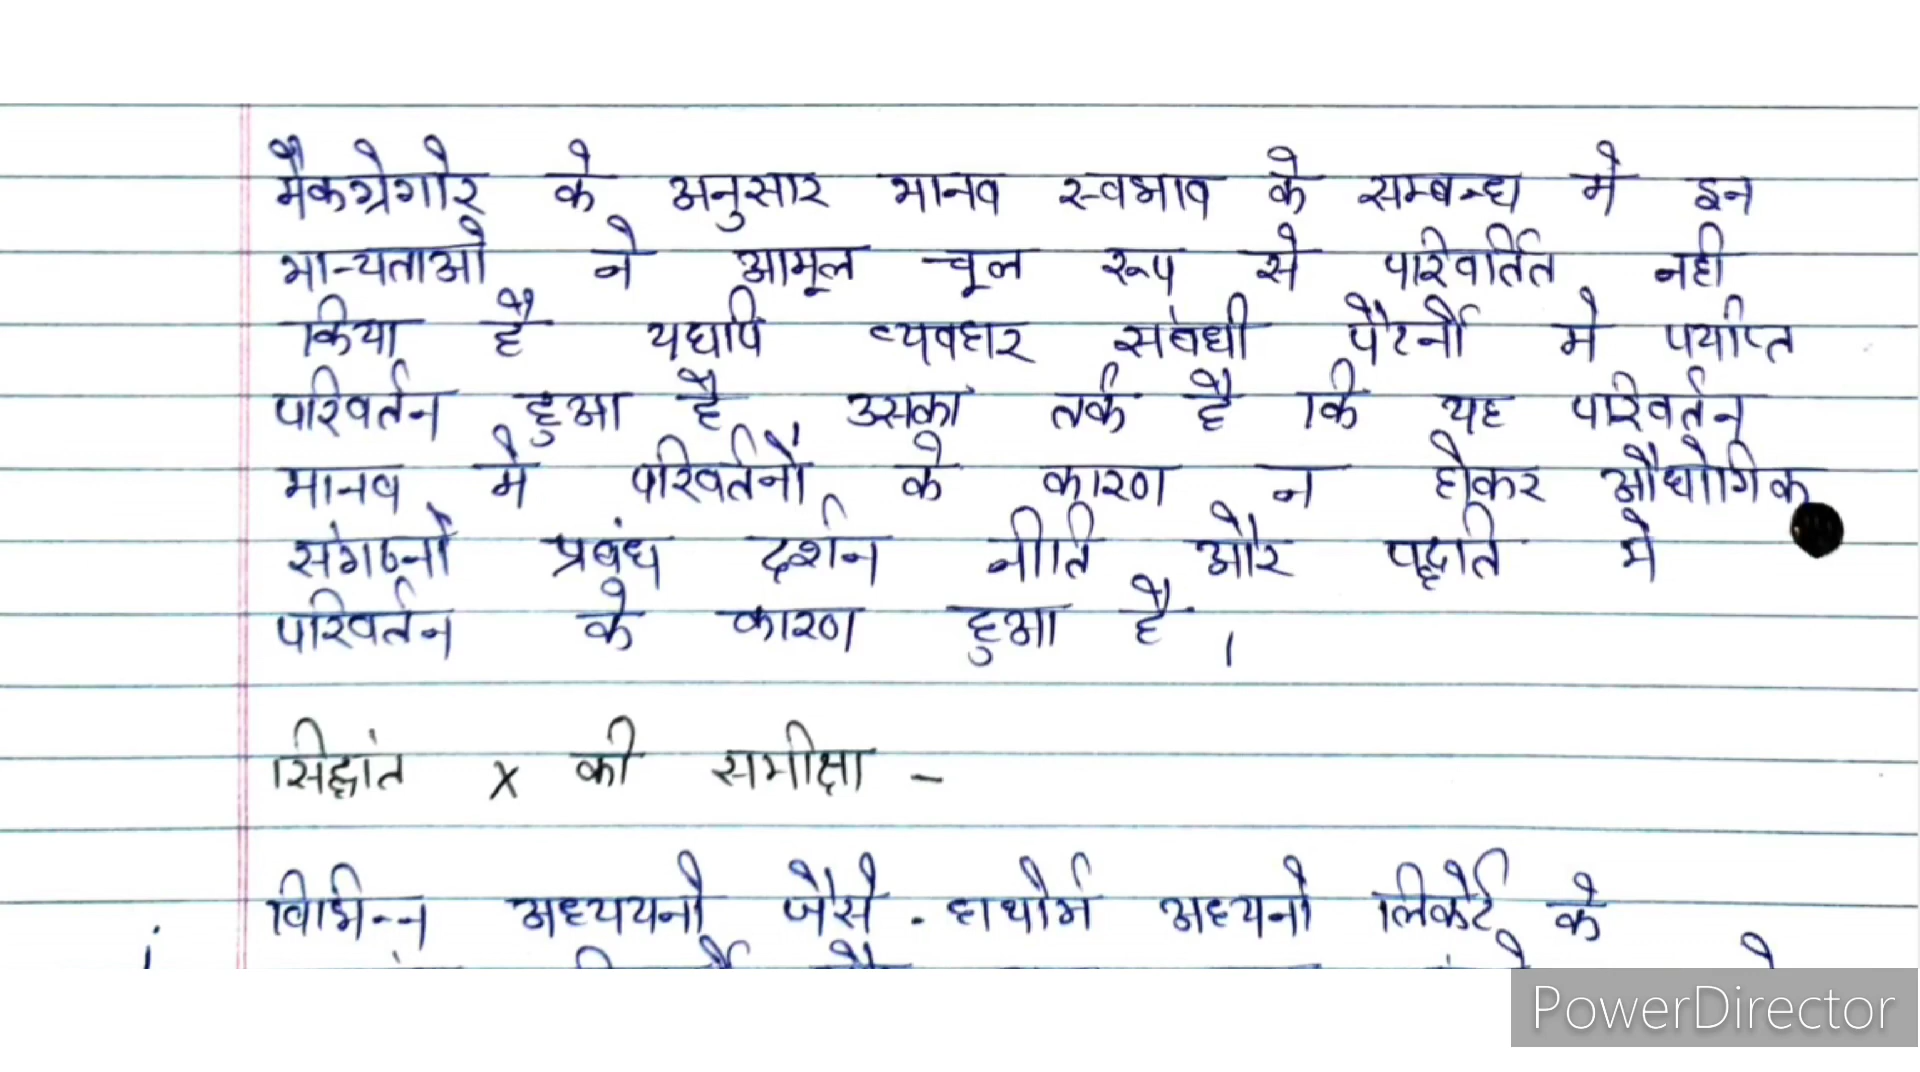 मैकग्रेगोर के अनुसार मानव स्वभाव के सम्बन्ध मे इन
मान्यताओ ने आमूल चूल रूप से परिवर्तित नही
किया है यद्यपि व्यवहार संबंधी पैटर्नो मे पर्याप्त
परिवर्तन हुआ है उसका तर्क है कि यह परिवर्तन
मानव मे परिवर्तनो के कारण न होकर औद्योगिक
संगठनो प्रबंध दर्शन नीति और पद्धति मे
परिवर्तन के कारण हुआ है ।
सिद्धांत X की समीक्षा -
विभिन्न अध्ययनो जैसे - हाथोर्म अध्यनो लिकर्ट के
PowerDirector